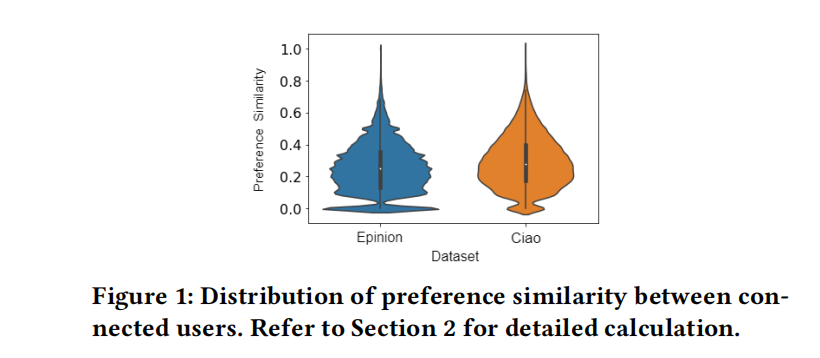 1.0
0.8
0.6
0.4
0.2
0.0
Preference Similarity
Epinion Ciao
Dataset
Figure 1: Distribution of preference similarity between con-
nected users. Refer to Section 2 for detailed calculation.